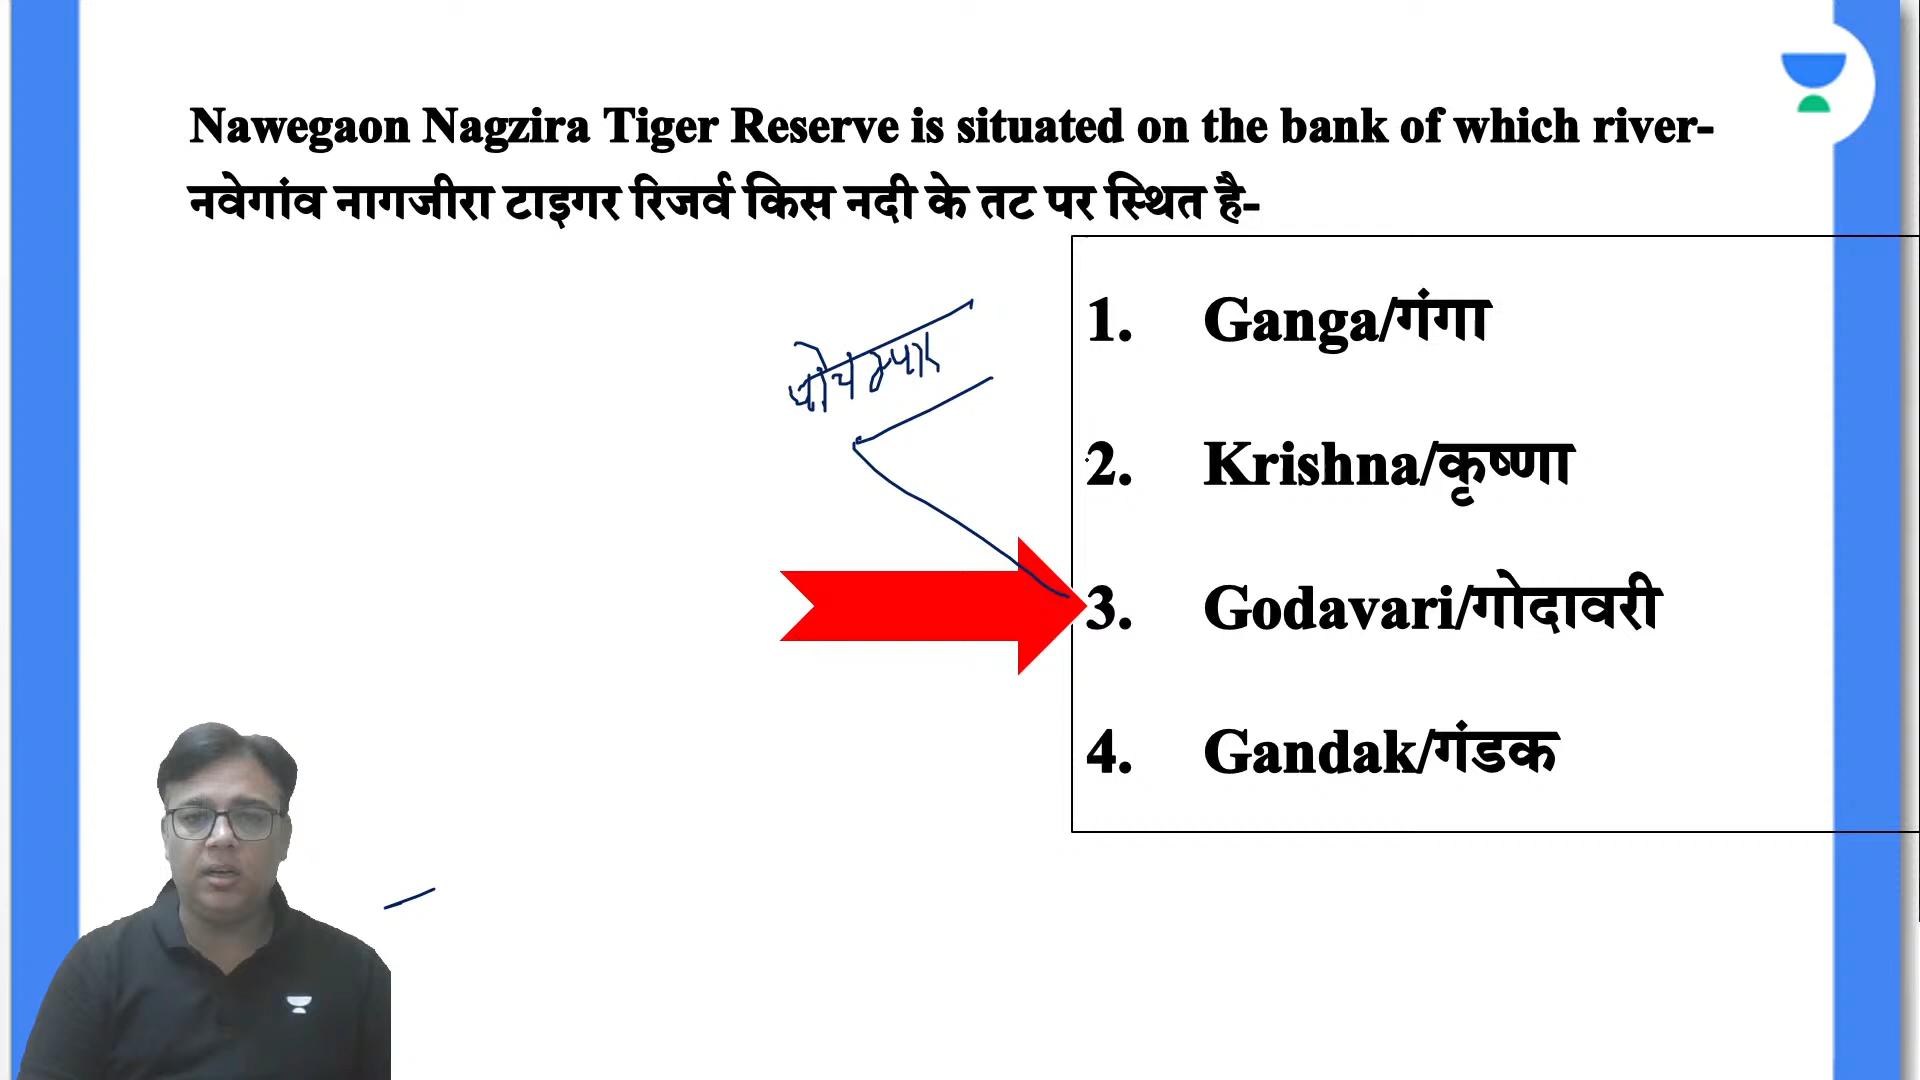 Nawegaon Nagzira Tiger Reserve is situated on the bank of which river-
नवेगांव नागजीरा टाइगर रिजर्व किस नदी के तट पर स्थित है-
1. Ganga/गंगा
2. Krishna/कृष्णा
3. Godavari/गोदावरी
4. Gandak/गंडक